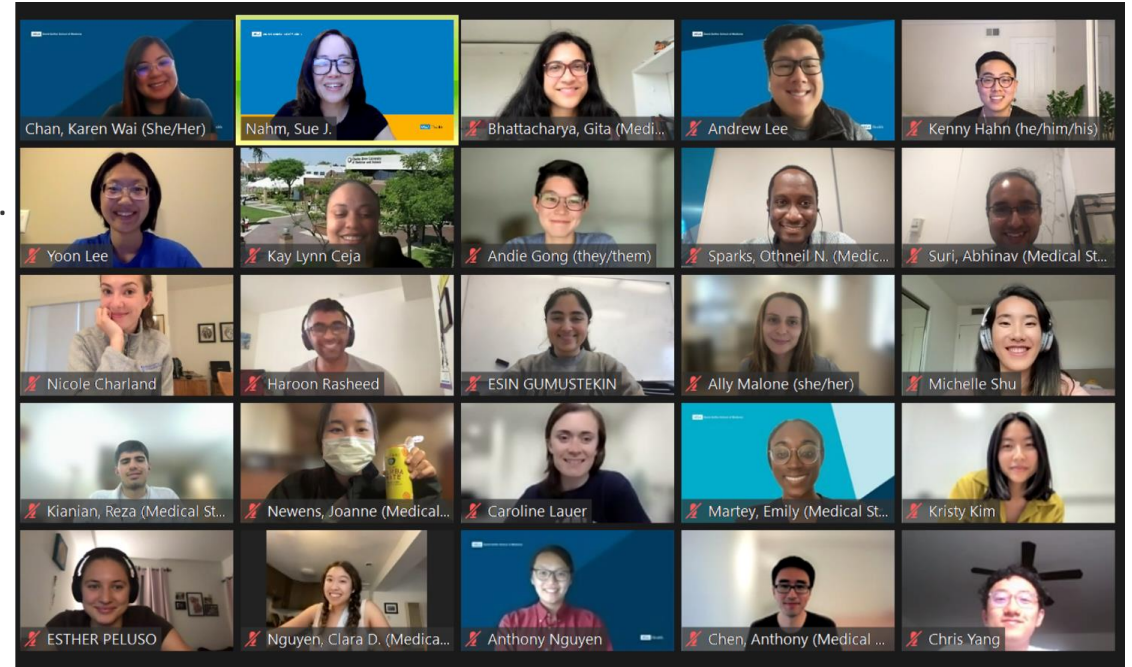 Chan, Karen Wai (She/Her)
Nahm, Sue J.
Bhattacharya, Gita (Medi...
Andrew Lee
Kenny Hahn (he/him/his)
Yoon Lee
Kay Lynn Ceja
Andie Gong (they/them)
Sparks, Othneil N. (Medic...
Suri, Abhinav (Medical St...
Nicole Charland
Haroon Rasheed
ESIN GUMUSTEKIN
Ally Malone (she/her)
Michelle Shu
Kianian, Reza (Medical St...
Newens, Joanne (Medical...
Caroline Lauer
Martey, Emily (Medical St...
Kristy Kim
ESTHER PELUSO
Nguyen, Clara D. (Medica...
Anthony Nguyen
Chen, Anthony (Medical ...
Chris Yang